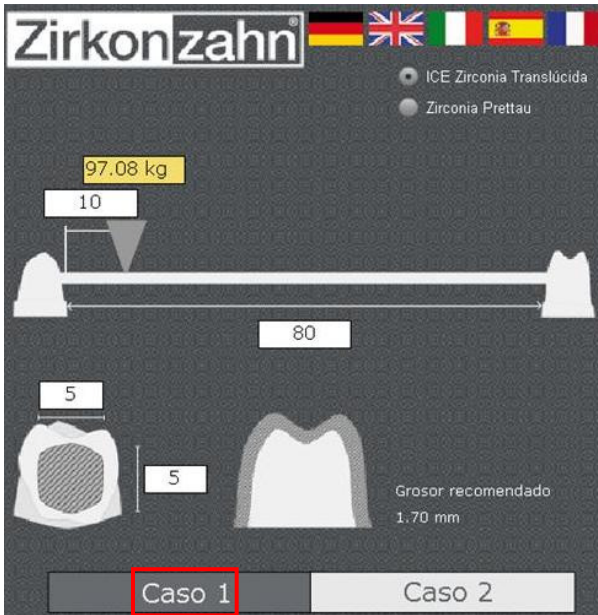 Zirkonzahn®
ICE Zirconia Translúcida
Zirconia Prettau
97.08 kg
10
80
5
5
Grosor recomendado
1.70 mm
Caso 1
Caso 2